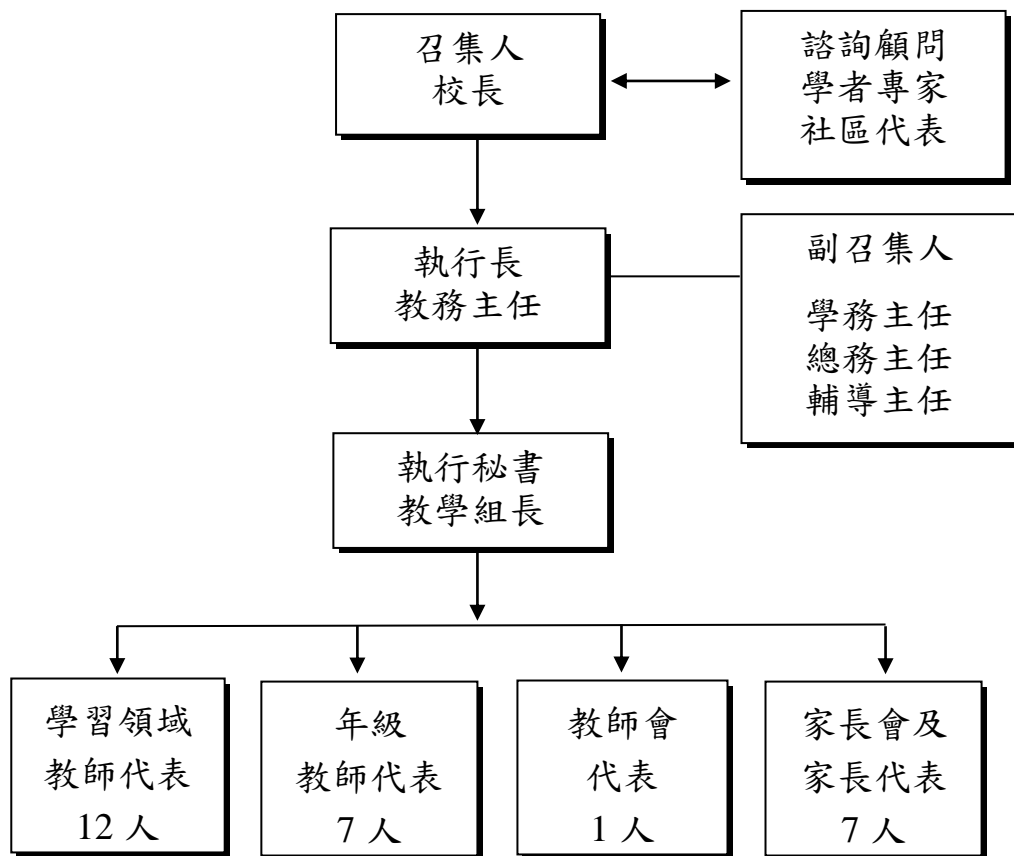 召集人
校長
諮詢顧問
學者專家
社區代表
執行長
教務主任
副召集人
學務主任
總務主任
輔導主任
執行秘書
教學組長
學習領域
教師代表
12 人
年級
教師代表
7 人
教師會
代表
1 人
家長會及
家長代表
7 人